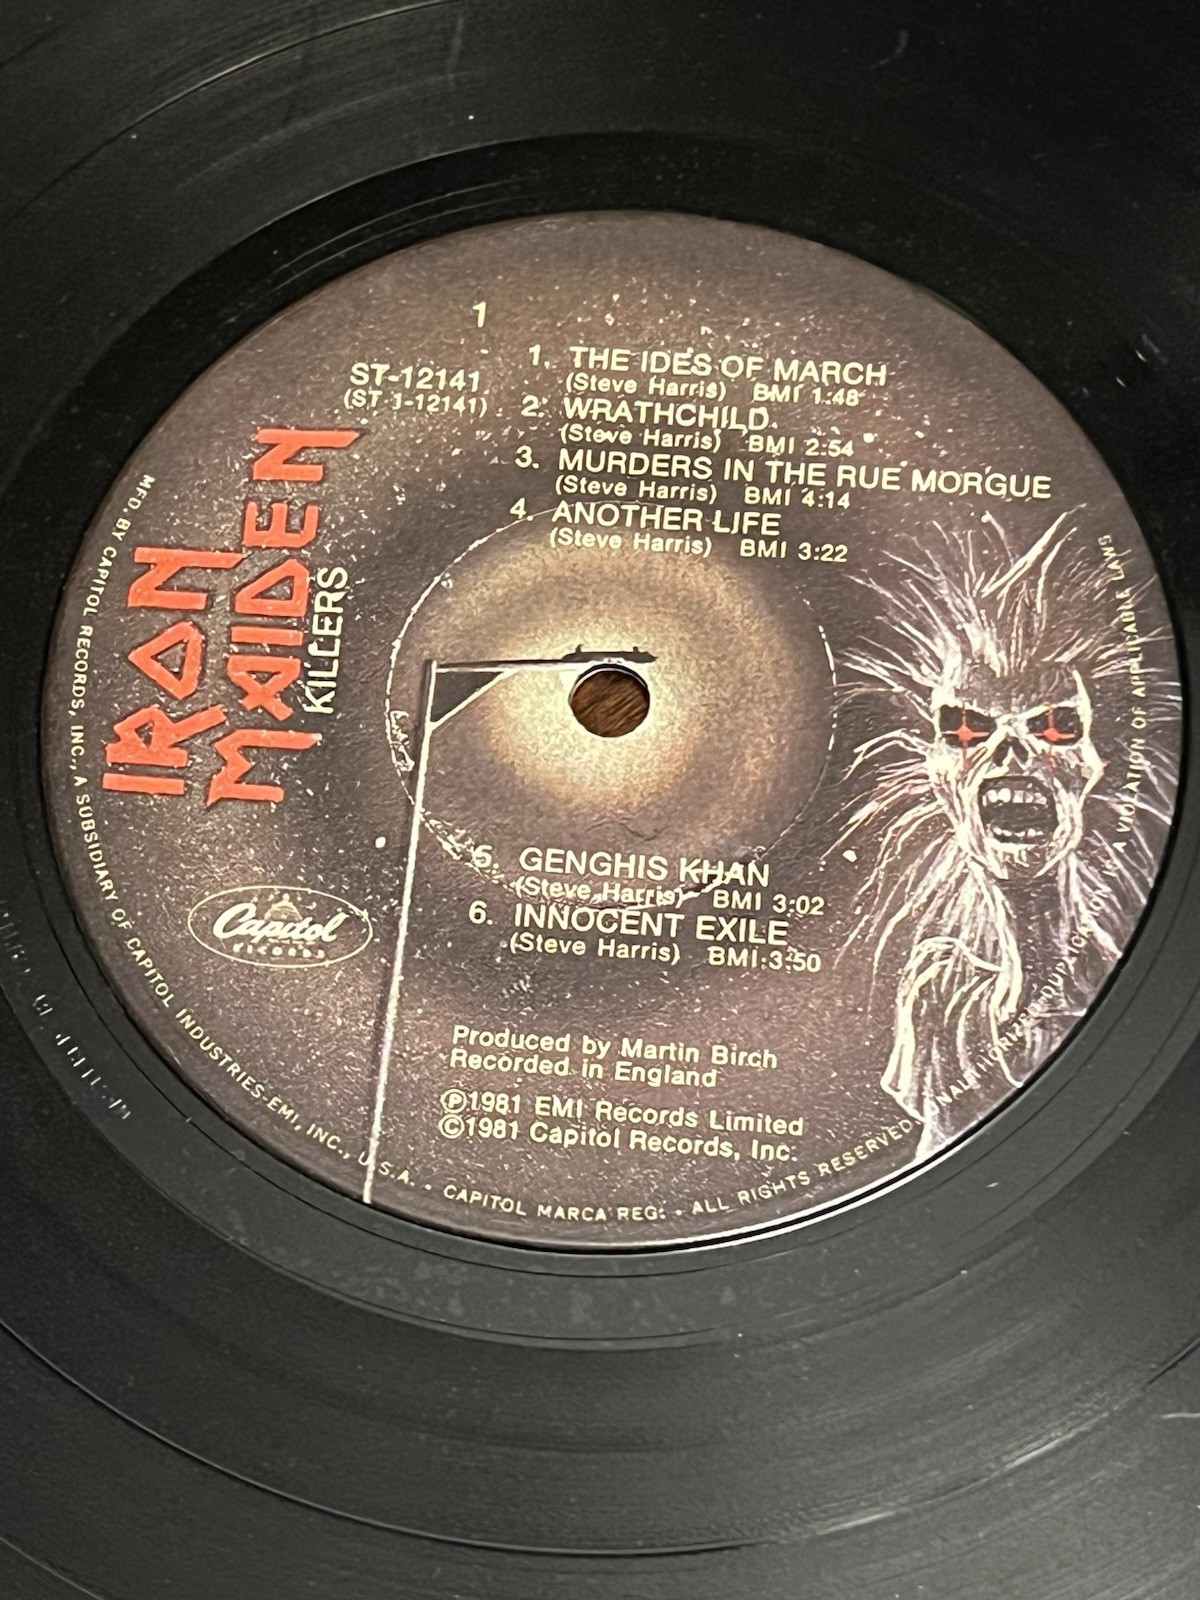 1
ST-12141
(ST 1-12141)
IRON
MAIDEN
KILLERS
1. THE IDES OF MARCH
(Steve Harris) BMI 1:48
2. WRATHCHILD
(Steve Harris) BMI 2:54
3. MURDERS IN THE RUE MORGUE
(Steve Harris) BMI 4:14
4. ANOTHER LIFE
(Steve Harris) BMI 3:22
5. GENGHIS KHAN
(Steve Harris) BMI 3:02
6. INNOCENT EXILE
(Steve Harris) BMI 3:50
Capitol
RECORDS
Produced by Martin Birch
Recorded in England
Ⓟ1981 EMI Records Limited
©1981 Capitol Records, Inc.
MFD. BY CAPITOL RECORDS, INC., A SUBSIDIARY OF CAPITOL INDUSTRIES-EMI, INC., U.S.A. • CAPITOL MARCA REG. • ALL RIGHTS RESERVED. DUPLICATION IS A VIOLATION OF APPLICABLE LAWS